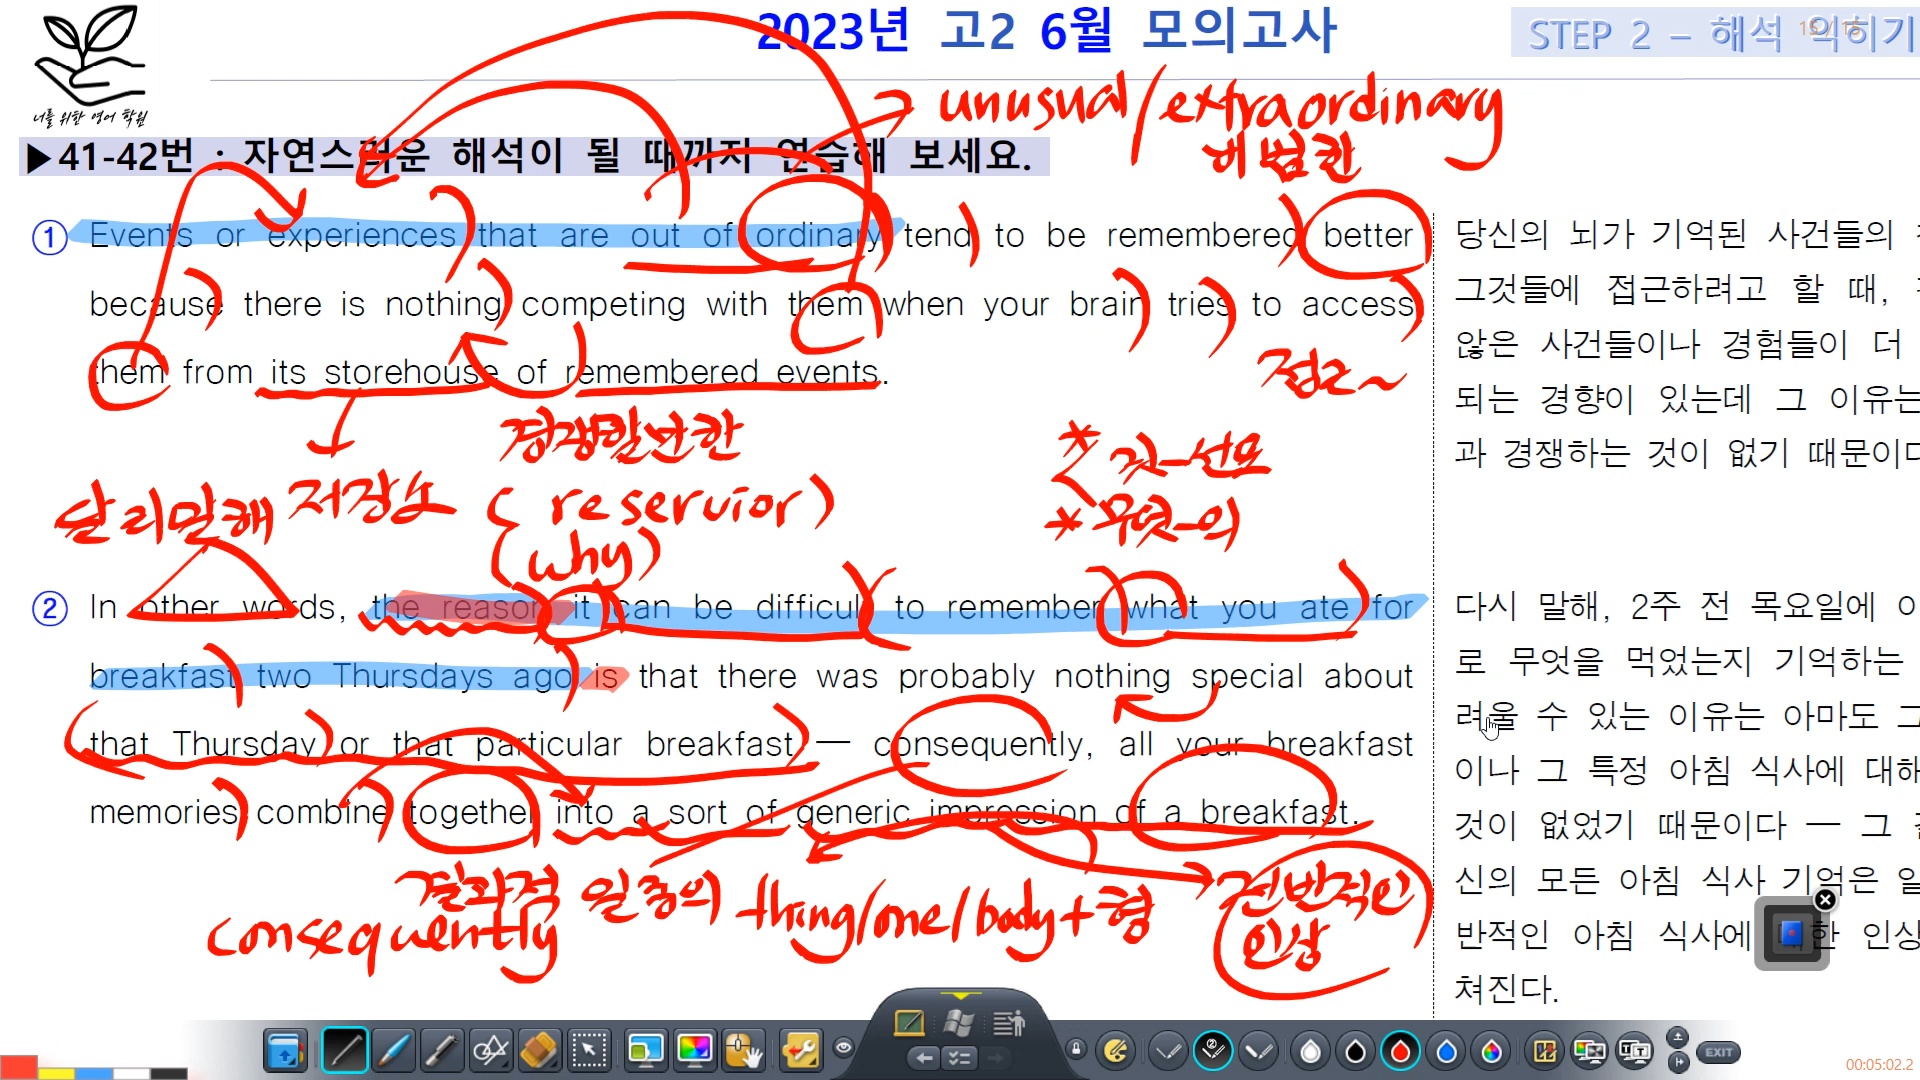 2023년 고2 6월 모의고사
STEP 2 – 해석 익히기
너를 위한 영어 학원
unusual/extraordinary
비범한
▶41-42번 : 자연스러운 해석이 될 때까지 연습해 보세요.
① Events or experiences that are out of ordinary tend to be remembered better
because there is nothing competing with them when your brain tries to access
them from its storehouse of remembered events.
접근~
경쟁할만한
달리말해 저장소 ( reservior )
(why)
② In other words, the reason it can be difficult to remember what you ate for
breakfast two Thursdays ago is that there was probably nothing special about
that Thursday or that particular breakfast — consequently, all your breakfast
memories combine together into a sort of generic impression of a breakfast.
결과적 일종의 thing/one/body+형 전반적인
consequently 인상
당신의 뇌가 기억된 사건들의
그것들에 접근하려고 할 때,
않은 사건들이나 경험들이 더
되는 경향이 있는데 그 이유는
과 경쟁하는 것이 없기 때문이다
다시 말해, 2주 전 목요일에
로 무엇을 먹었는지 기억하는
려울 수 있는 이유는 아마도 그
이나 그 특정 아침 식사에 대해
것이 없었기 때문이다 — 그
신의 모든 아침 식사 기억은 일
반적인 아침 식사에 대한 인상
쳐진다.
EXIT
00:05:02.2